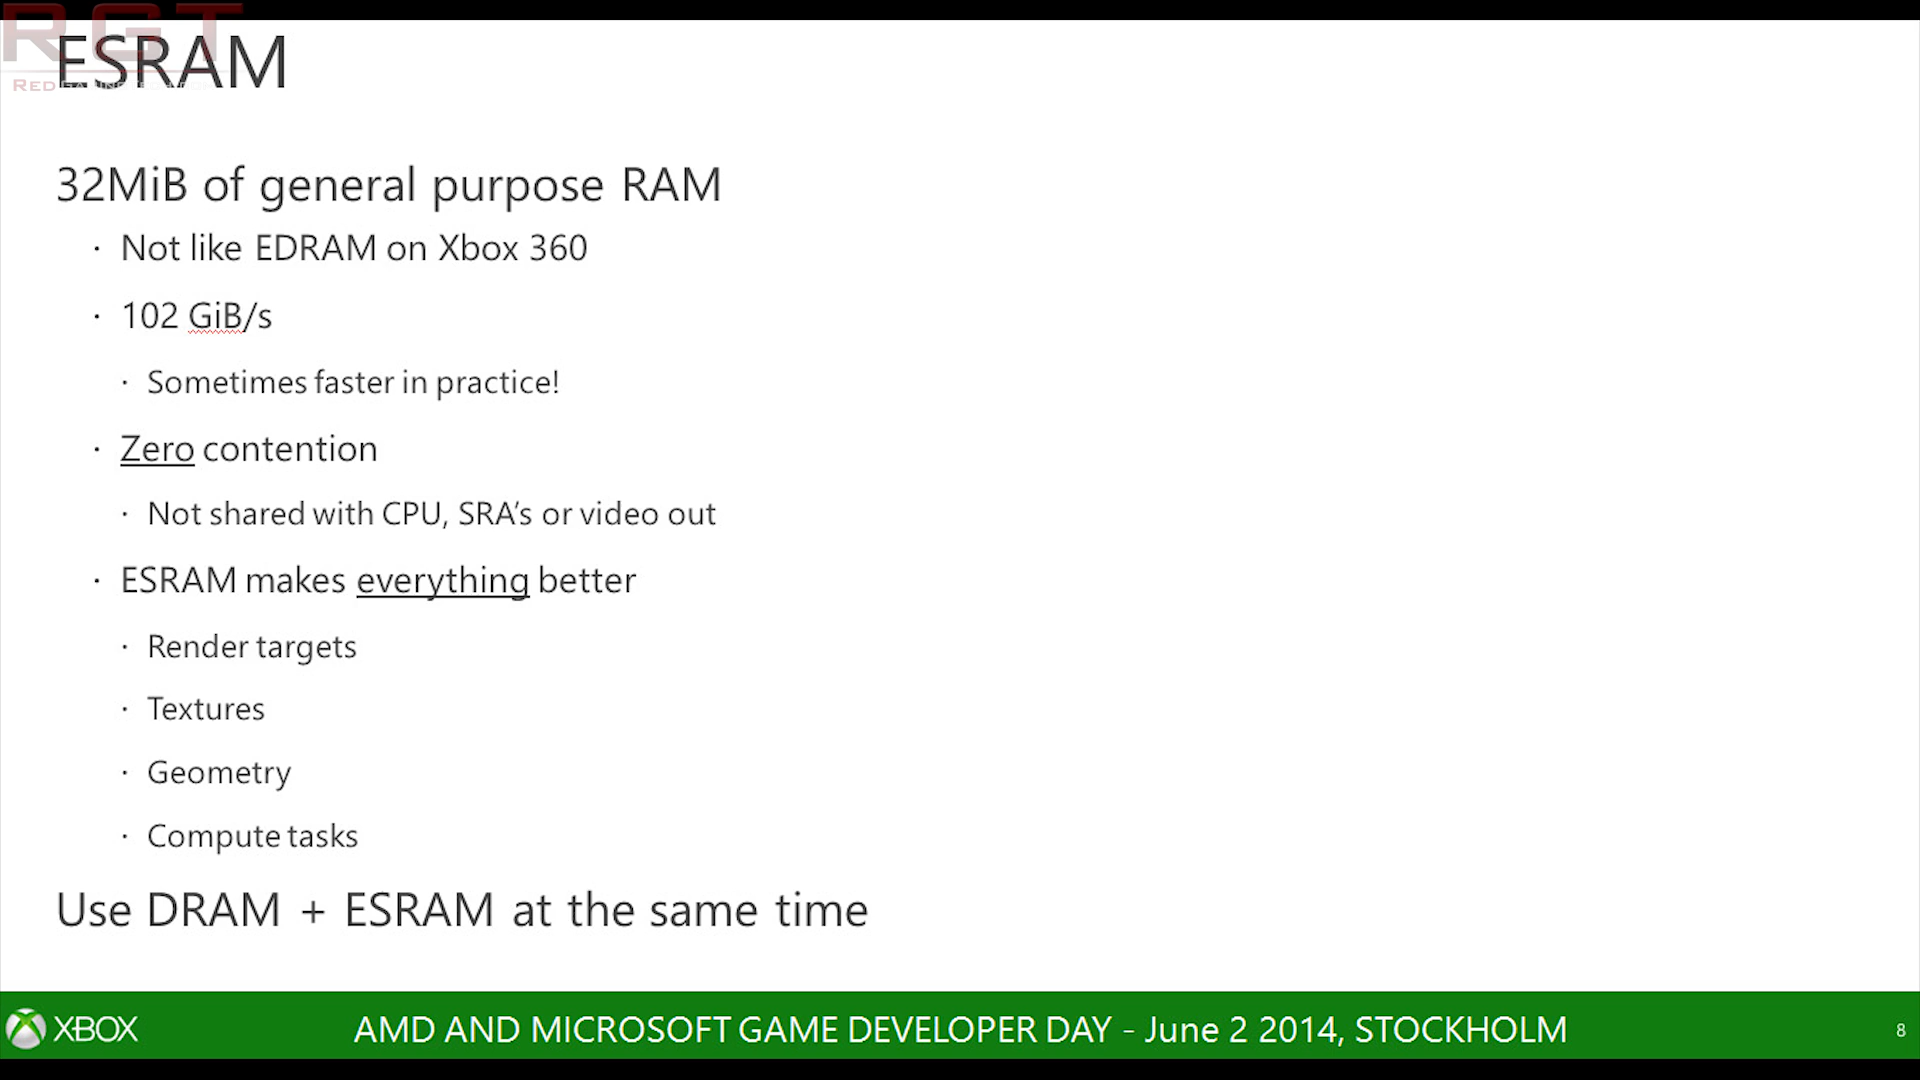 RGT
ESRAM
RED
32MiB of general purpose RAM
· Not like EDRAM on Xbox 360
· 102 GiB/s
· Sometimes faster in practice!
· Zero contention
· Not shared with CPU, SRA's or video out
· ESRAM makes everything better
· Render targets
· Textures
· Geometry
· Compute tasks
Use DRAM + ESRAM at the same time
XBOX
AMD AND MICROSOFT GAME DEVELOPER DAY - June 2 2014, STOCKHOLM
8